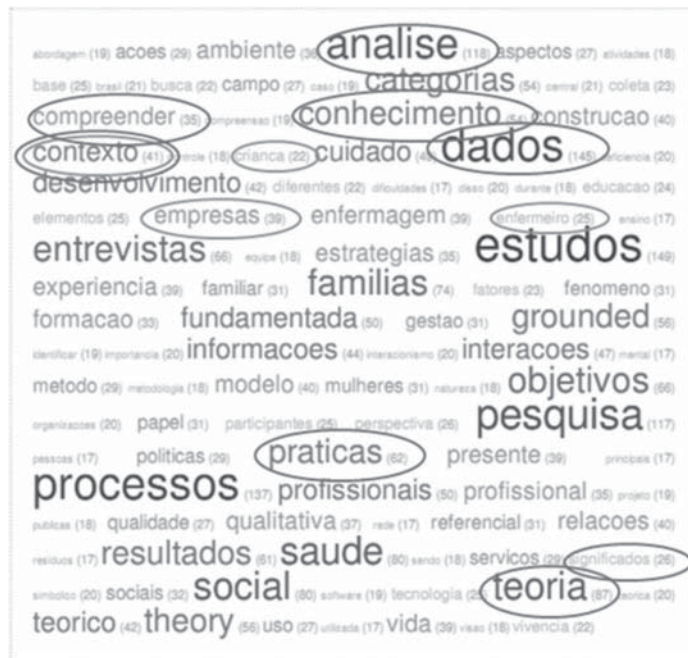 abordagem (19) acoes (29) ambiente (36) analise (118) aspectos (27) atividades (18)
base (25) brasil (21) busca (22) campo (27) caso (19) categorias (54) central (21) coleta (23)
compreender (35) compreensao (19) conhecimento (54) construcao (40)
contexto (41) controle (18) crianca (22) cuidado dados (145) deficiencia (20)
desenvolvimento (42) diferentes (22) dificuldades (17) disso (20) durante (18) educacao (24)
elementos (25) empresas (39) enfermagem (39) enfermeiro (25) ensino (17)
entrevistas (66) equipe (18) estrategias (35) estudos (149)
experiencia (39) familiar (31) familias (74) fatores (23) fenomeno (31)
formacao (33) fundamentada (50) gestao (31) grounded (56)
identificar (19) importancia (20) informacoes (44) interacionismo (20) interacoes (47) mental (17)
metodo (29) metodologia (18) modelo (40) mulheres (31) natureza (18) objetivos (66)
organizacoes (20) papel (31) participantes (25) perspectiva (26) pesquisa (117)
pessoas (17) politicas (29) praticas (62) presente (39) principais (17)
processos (137) profissionais (50) profissional (35) projeto (19)
publicas (18) qualidade (27) qualitativa (37) rede (17) referencial (31) relacoes (40)
residuos (17) resultados (61) saude (80) sendo (18) servicos (29) significados (26)
simbolos (20) sociais (32) social (80) software (19) tecnologia (25) teoria (87) teorica (20)
teorico (42) theory (56) uso (27) utilizada (17) vida (39) visao (18) vivencia (22)